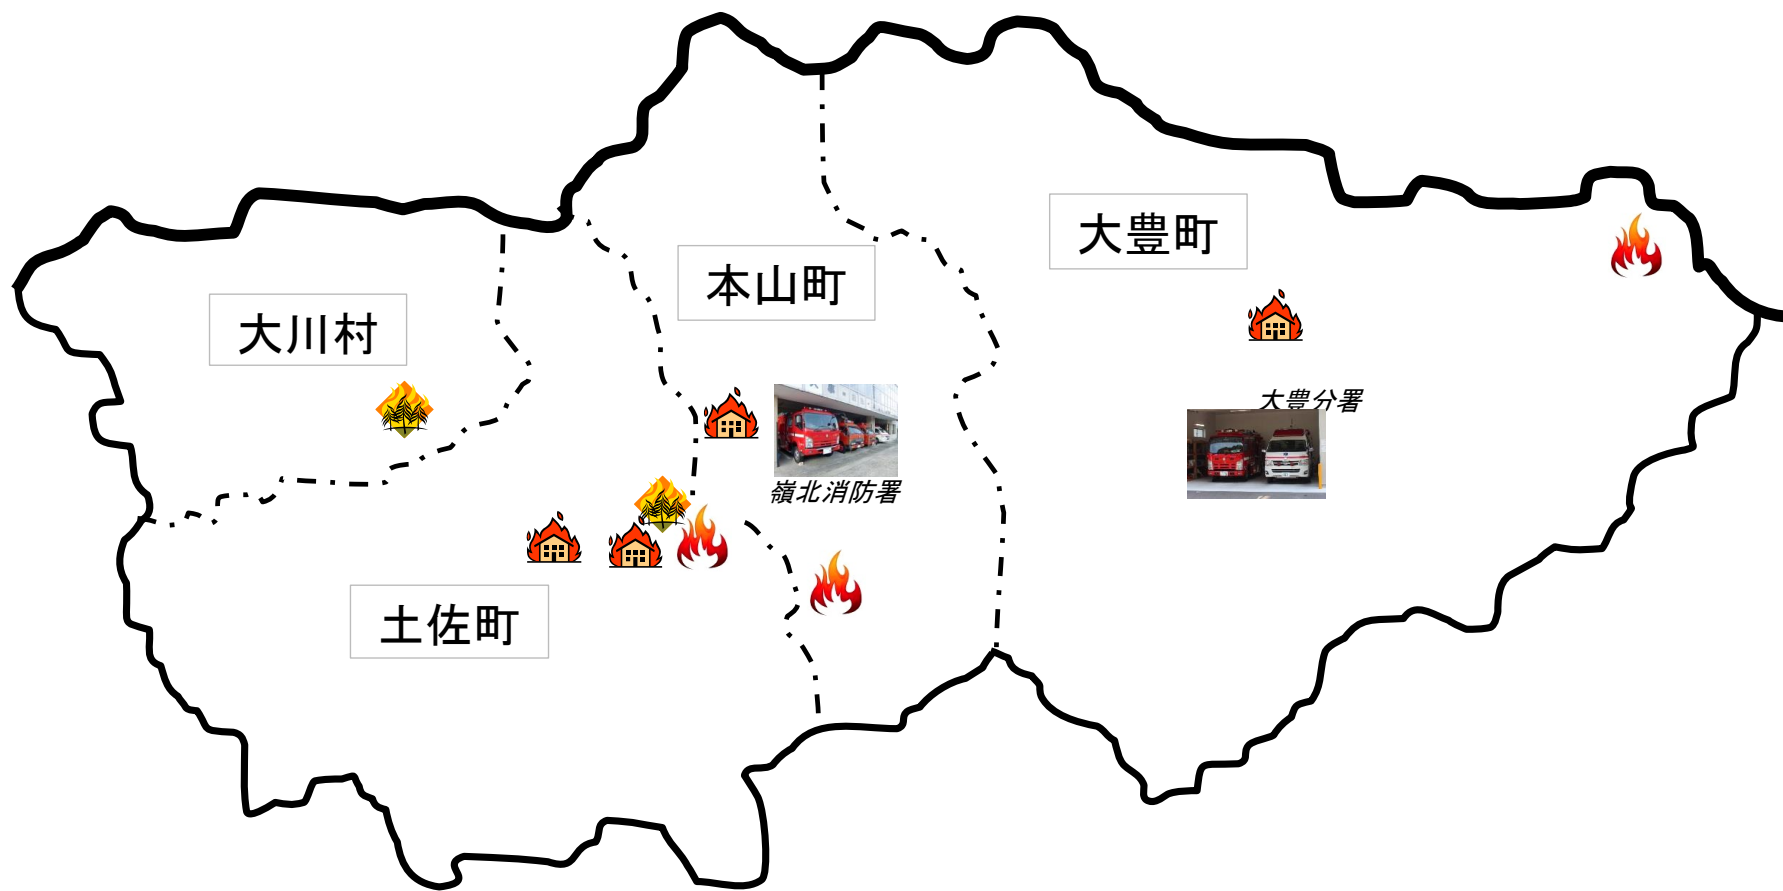 大豊町
本山町
大川村
大豊分署
嶺北消防署
土佐町